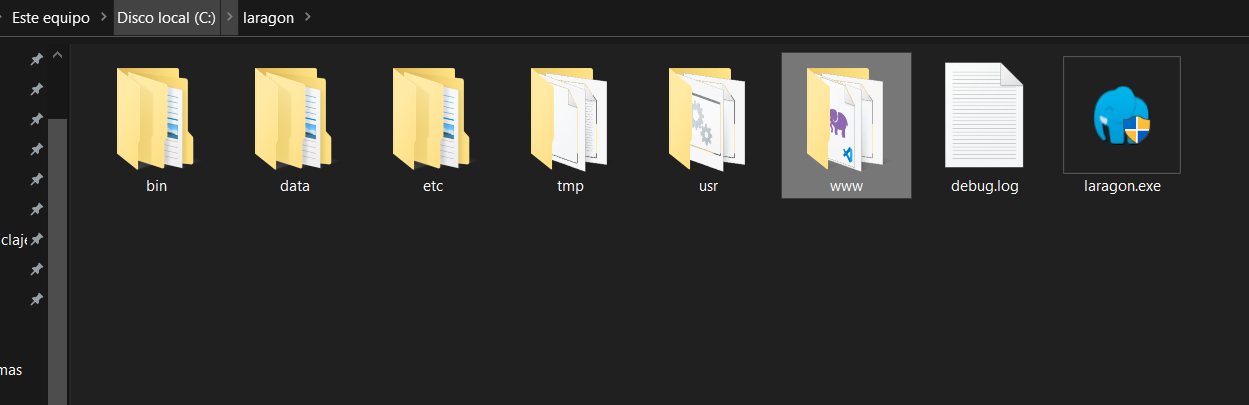 Este equipo > Disco local (C:) > laragon >
claje
mas
bin
data
etc
tmp
usr
www
debug.log
laragon.exe